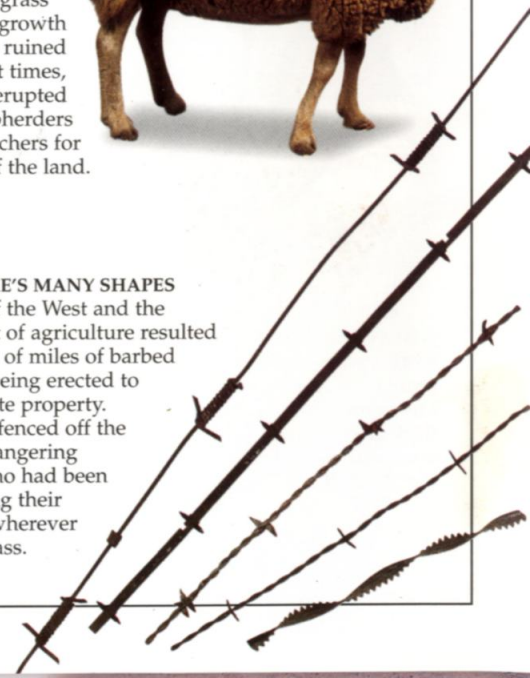 grass
growth
ruined
t times,
erupted
pherders
chers for
f the land.
E'S MANY SHAPES
f the West and the
t of agriculture resulted
of miles of barbed
eing erected to
te property.
fenced off the
angering
ho had been
g their
wherever
ass.